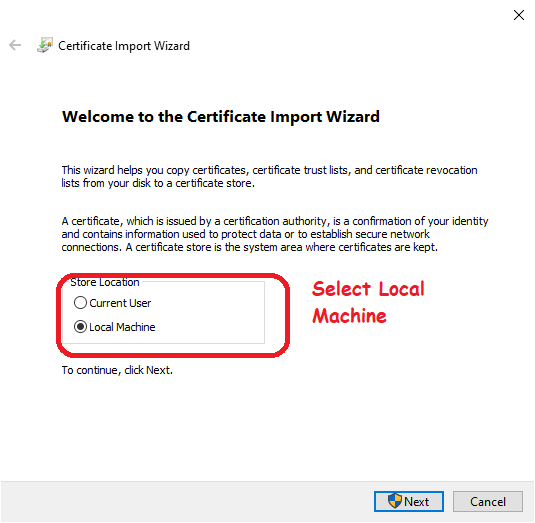 Certificate Import Wizard
Welcome to the Certificate Import Wizard
This wizard helps you copy certificates, certificate trust lists, and certificate revocation
lists from your disk to a certificate store.
A certificate, which is issued by a certification authority, is a confirmation of your identity
and contains information used to protect data or to establish secure network
connections. A certificate store is the system area where certificates are kept.
Store Location
Current User
Local Machine
Select Local
Machine
To continue, click Next.
Next
Cancel